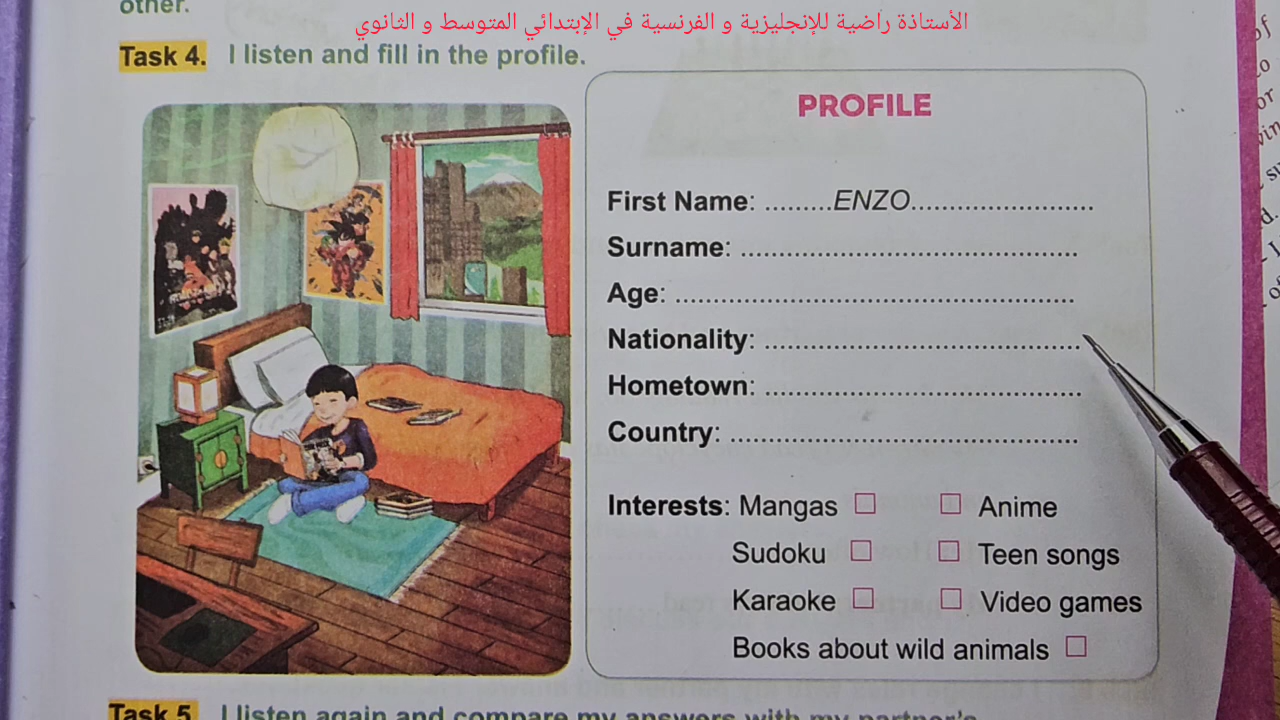 other.
الأستاذة راضية للإنجليزية و الفرنسية في الإبتدائي المتوسط و الثانوي
Task 4. I listen and fill in the profile.
PROFILE
First Name: .........ENZO........................
Surname: ............................................
Age: ....................................................
Nationality: .........................................
Hometown: .........................................
Country: .............................................
Interests: Mangas □ □ Anime
Sudoku □ □ Teen songs
Karaoke □ □ Video games
Books about wild animals □
Task 5 I listen again and compare my answers with my partner's